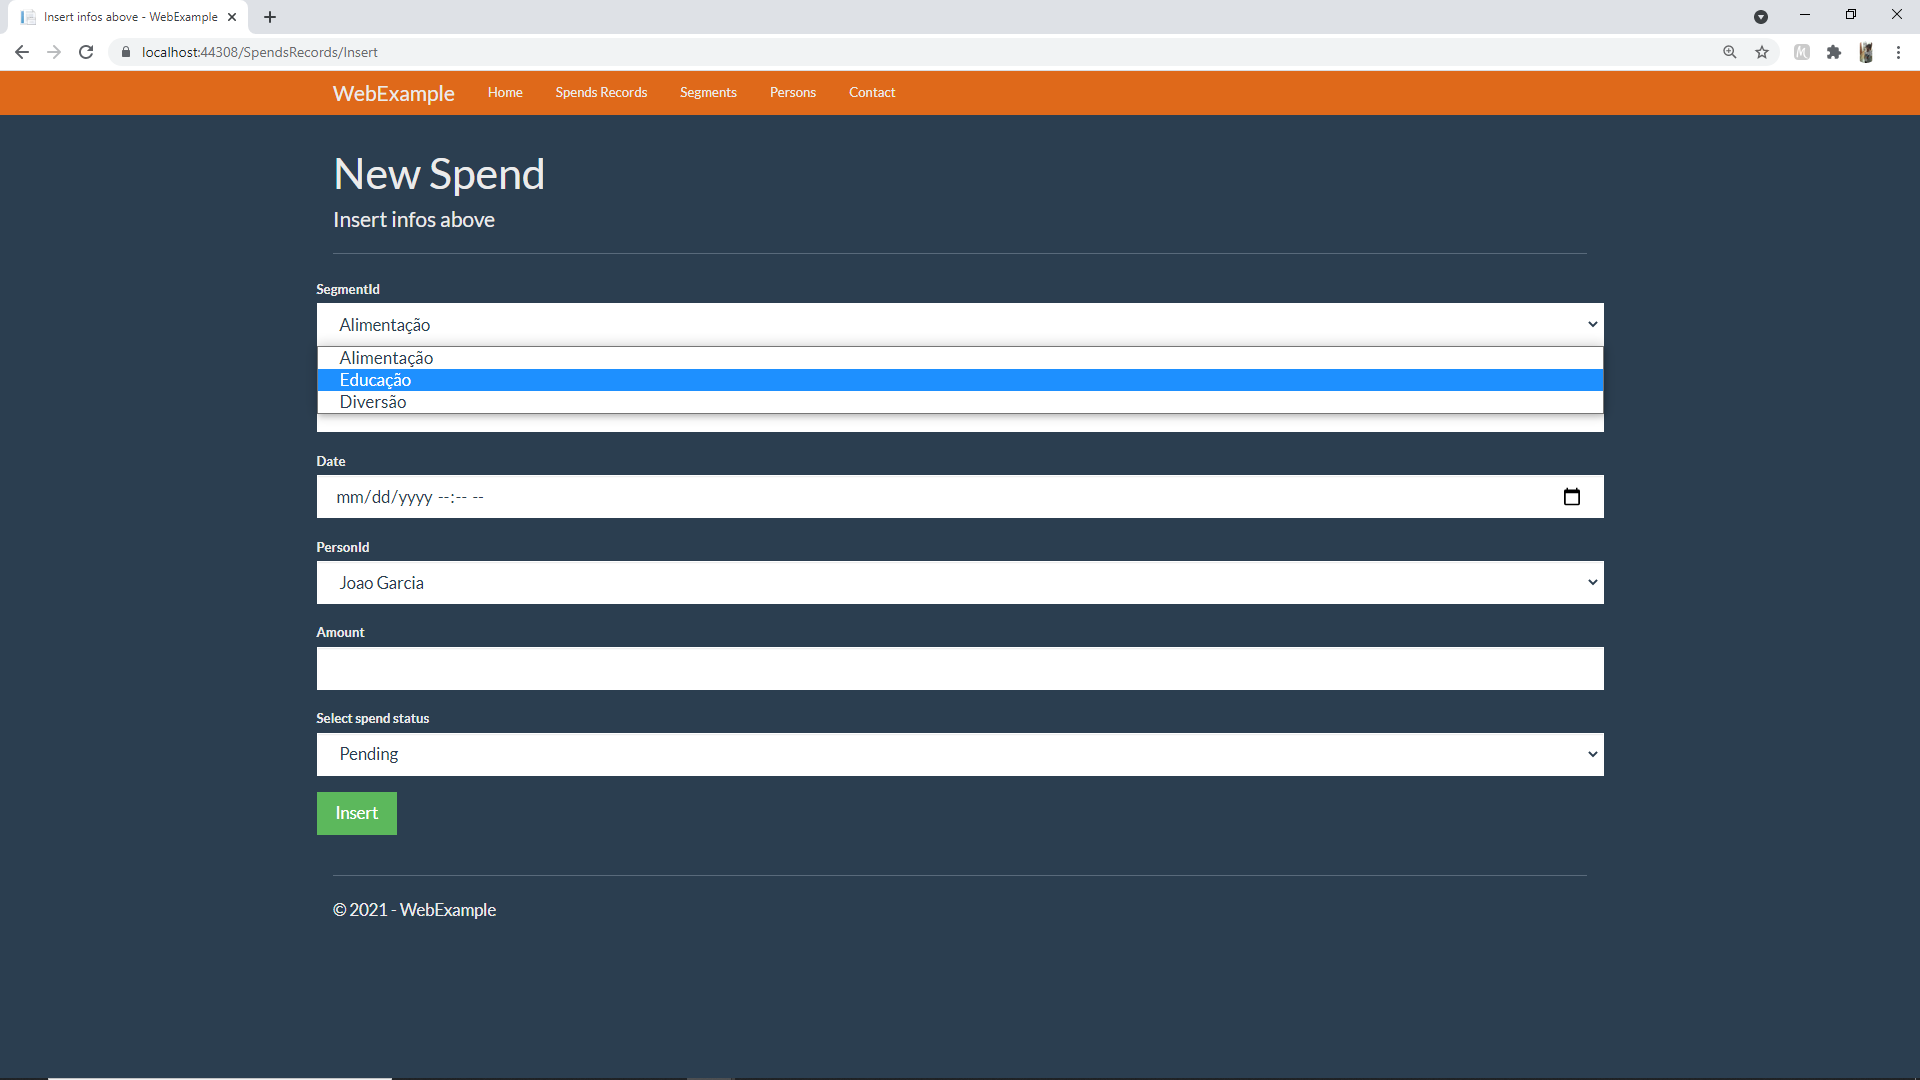 Insert infos above - WebExample
localhost:44308/SpendsRecords/Insert
WebExample Home Spends Records Segments Persons Contact
New Spend
Insert infos above
SegmentId
Alimentação
Alimentação
Educação
Diversão
Date
mm/dd/yyyy --:-- --
PersonId
Joao Garcia
Amount
Select spend status
Pending
Insert
© 2021 - WebExample